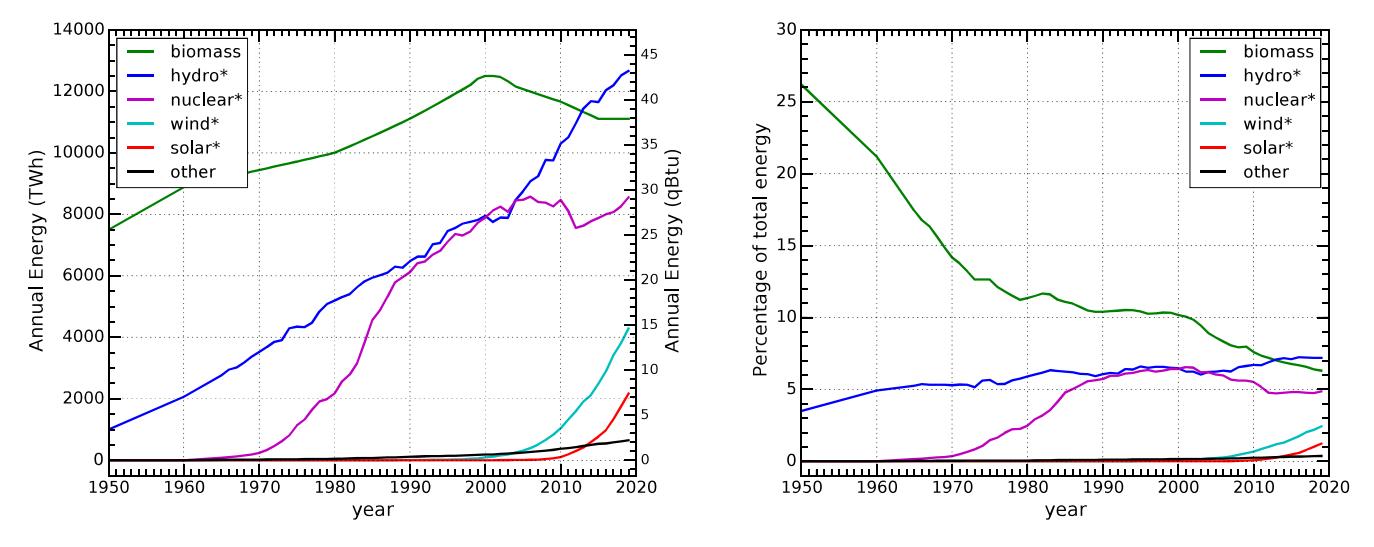 14000
12000
10000
8000
6000
4000
2000
0
Annual Energy (TWh)
biomass
hydro*
nuclear*
wind*
solar*
other
45
40
35
30
25
20
15
10
5
0
Annual Energy (qBtu)
1950 1960 1970 1980 1990 2000 2010 2020
year
30
25
20
15
10
5
0
Percentage of total energy
biomass
hydro*
nuclear*
wind*
solar*
other
1950 1960 1970 1980 1990 2000 2010 2020
year